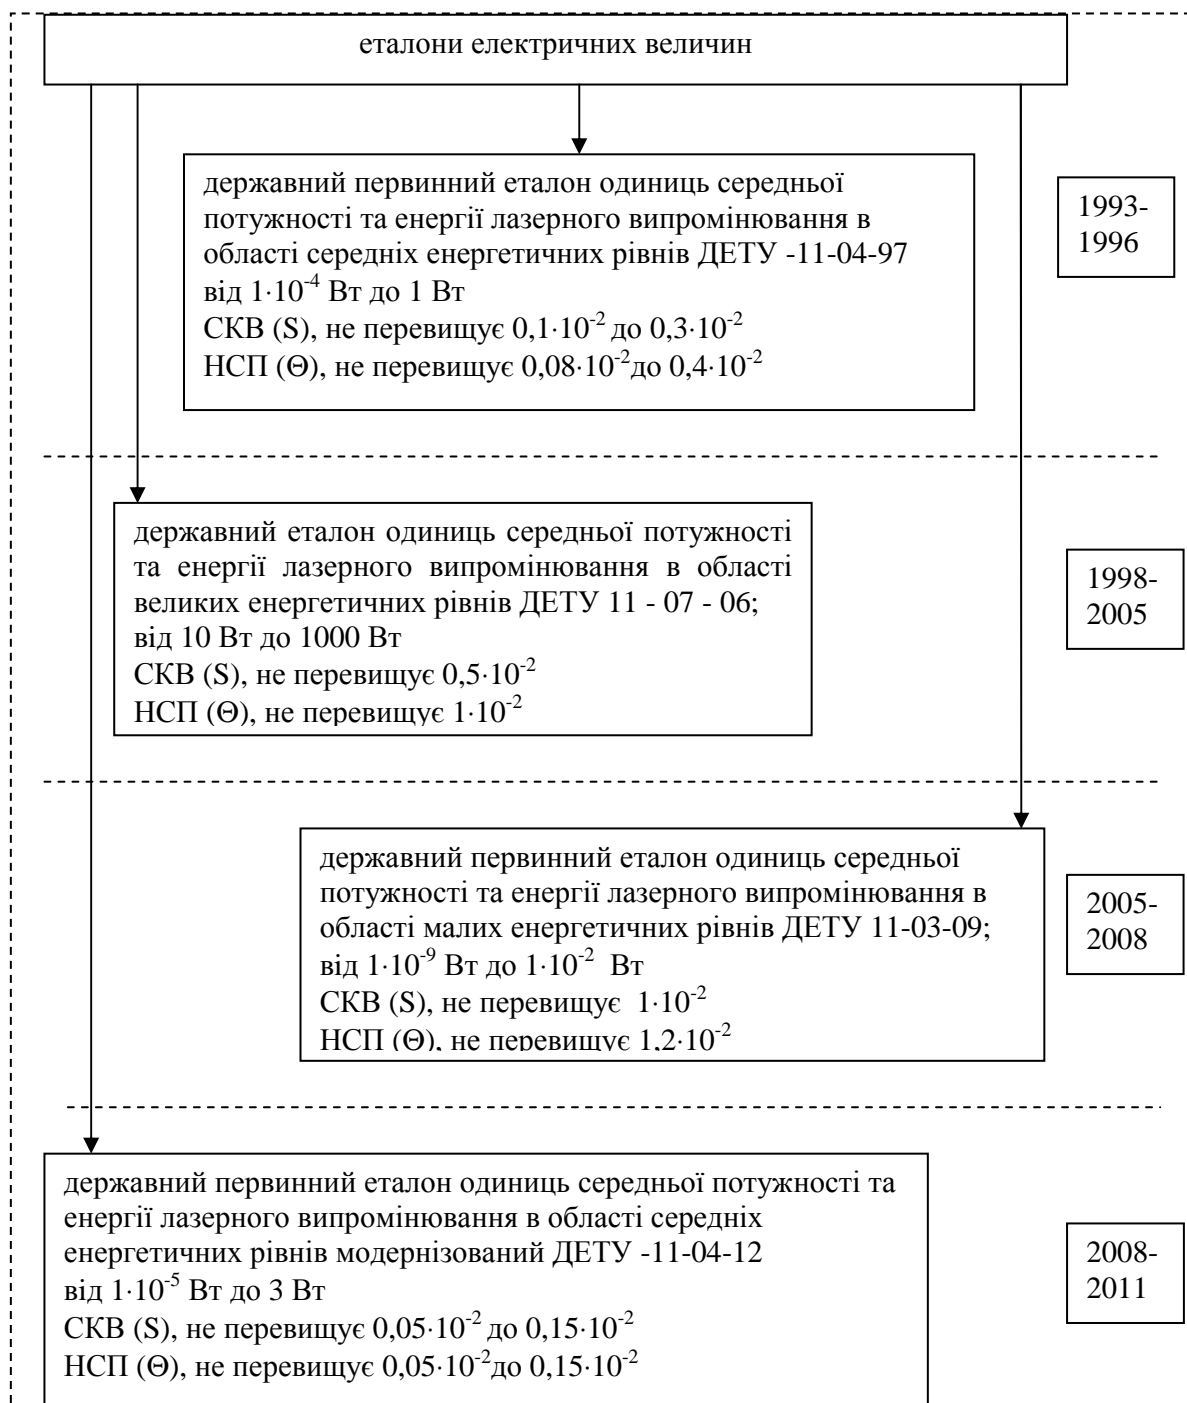 еталони електричних величин
державний первинний еталон одиниць середньої
потужності та енергії лазерного випромінювання в
області середніх енергетичних рівнів ДЕТУ -11-04-97
від 1·10⁻⁴ Вт до 1 Вт
СКВ (S), не перевищує 0,1·10⁻² до 0,3·10⁻²
НСП (Θ), не перевищує 0,08·10⁻² до 0,4·10⁻²
1993-
1996
державний еталон одиниць середньої потужності
та енергії лазерного випромінювання в області
великих енергетичних рівнів ДЕТУ 11 - 07 - 06;
від 10 Вт до 1000 Вт
СКВ (S), не перевищує 0,5·10⁻²
НСП (Θ), не перевищує 1·10⁻²
1998-
2005
державний первинний еталон одиниць середньої
потужності та енергії лазерного випромінювання в
області малих енергетичних рівнів ДЕТУ 11-03-09;
від 1·10⁻⁹ Вт до 1·10⁻² Вт
СКВ (S), не перевищує 1·10⁻²
НСП (Θ), не перевищує 1,2·10⁻²
2005-
2008
державний первинний еталон одиниць середньої потужності та
енергії лазерного випромінювання в області середніх
енергетичних рівнів модернізований ДЕТУ -11-04-12
від 1·10⁻⁵ Вт до 3 Вт
СКВ (S), не перевищує 0,05·10⁻² до 0,15·10⁻²
НСП (Θ), не перевищує 0,05·10⁻² до 0,15·10⁻²
2008-
2011